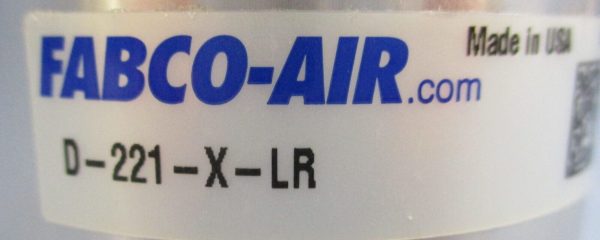 Made in USA
FABCO-AIR.com
D-221-X-LR